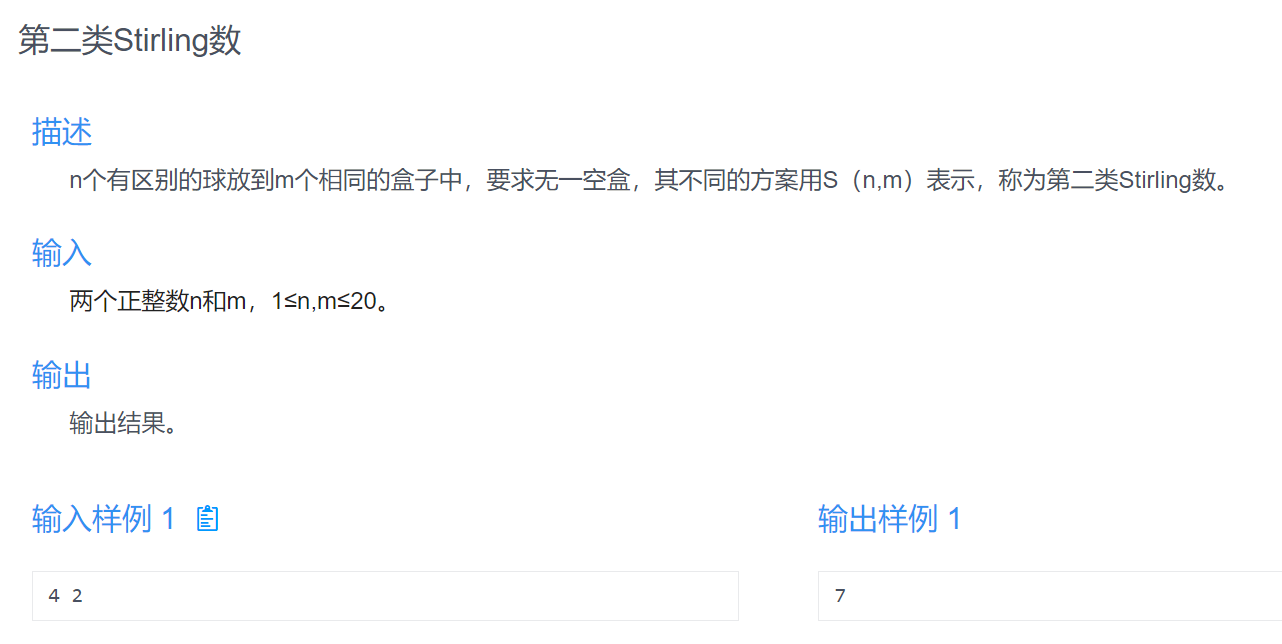 第二类Stirling数
描述
n个有区别的球放到m个相同的盒子中，要求无一空盒，其不同的方案用S（n,m）表示，称为第二类Stirling数。
输入
两个正整数n和m，1≤n,m≤20。
输出
输出结果。
输入样例 1
输出样例 1
4 2
7